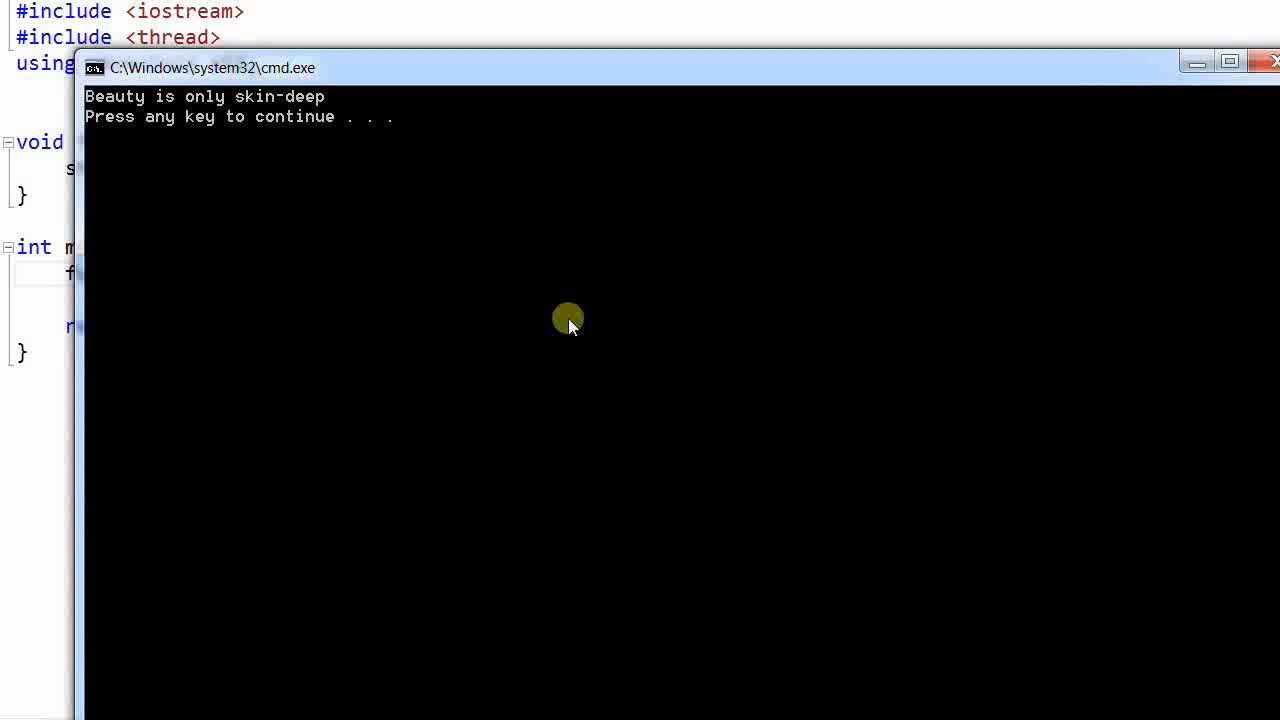 #include <iostream>
#include <thread>
using
C:\Windows\system32\cmd.exe
Beauty is only skin-deep
Press any key to continue . . .
void
s
}
int m
f
r
}